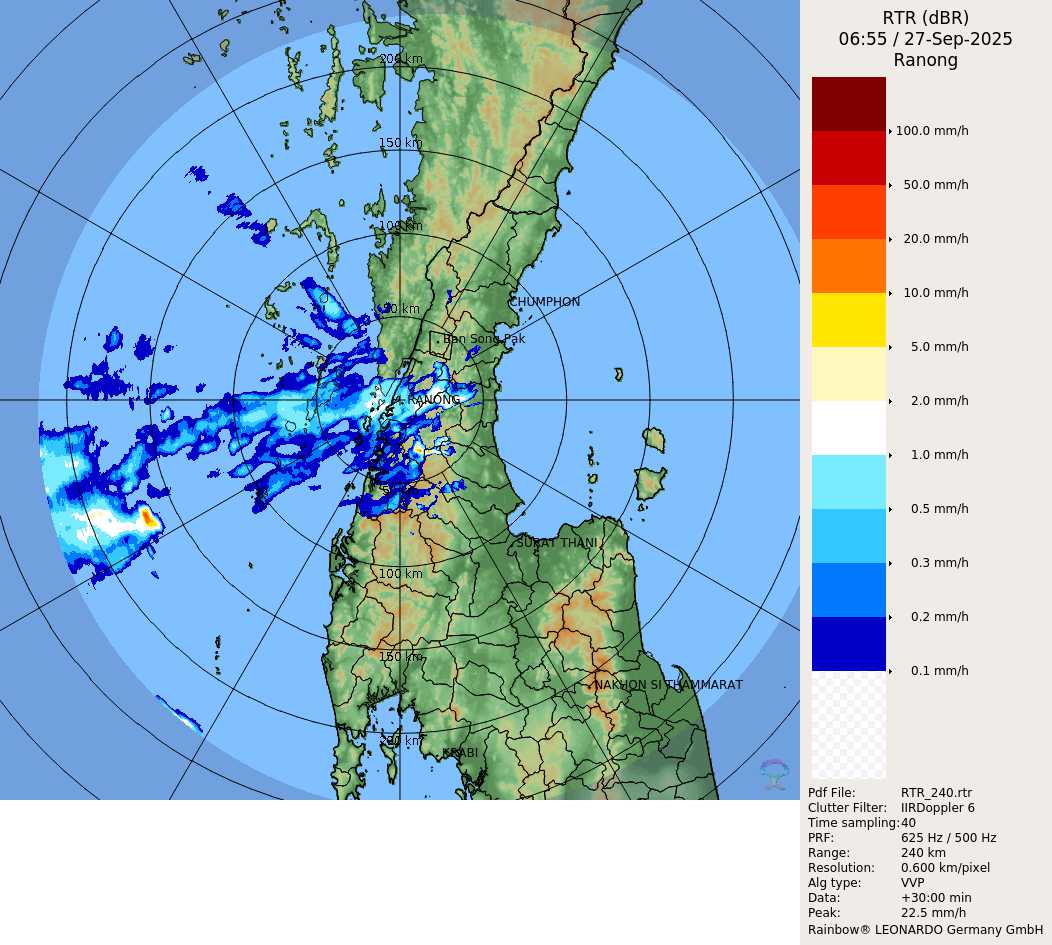 RTR (dBR)
06:55 / 27-Sep-2025
Ranong
200 km
150 km
100 km
50 km
CHUMPHON
Ban Song Pak
RANONG
SURAT THANI
100 km
150 km
NAKHON SI THAMMARAT
200 km
KRABI
100.0 mm/h
50.0 mm/h
20.0 mm/h
10.0 mm/h
5.0 mm/h
2.0 mm/h
1.0 mm/h
0.5 mm/h
0.3 mm/h
0.2 mm/h
0.1 mm/h
Pdf File: RTR_240.rtr
Clutter Filter: IIRDoppler 6
Time sampling: 40
PRF: 625 Hz / 500 Hz
Range: 240 km
Resolution: 0.600 km/pixel
Alg type: VVP
Data: +30:00 min
Peak: 22.5 mm/h
Rainbow® LEONARDO Germany GmbH